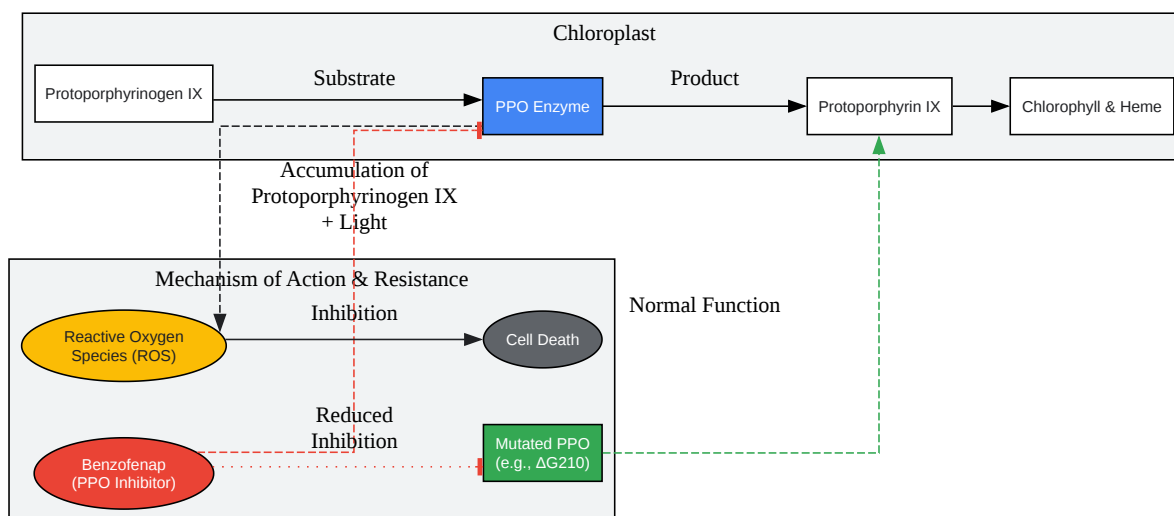 Chloroplast
Protoporphyrinogen IX
Substrate
PPO Enzyme
Product
Protoporphyrin IX
Chlorophyll & Heme
Accumulation of
Protoporphyrinogen IX
+ Light
Mechanism of Action & Resistance
Normal Function
Reactive Oxygen
Species (ROS)
Inhibition
Cell Death
Benzofenap
(PPO Inhibitor)
Reduced
Inhibition
Mutated PPO
(e.g., ΔG210)